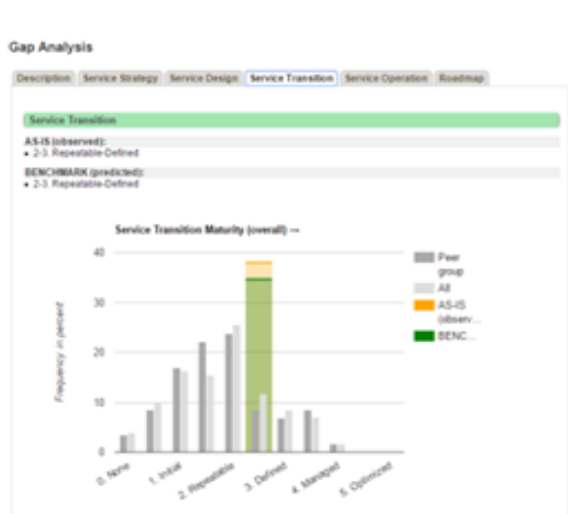 Gap Analysis
Description Service Strategy Service Design Service Transition Service Operation Roadmap
Service Transition
AS-IS (observed):
• 2-3. Repeatable-Defined
BENCHMARK (predicted):
• 2-3. Repeatable-Defined
Service Transition Maturity (overall) --
40
30
20
10
0
Frequency in percent
0. None
1. Initial
2. Repeatable
3. Defined
4. Managed
5. Optimized
Peer
group
All
AS-IS
(observ...
BENC...